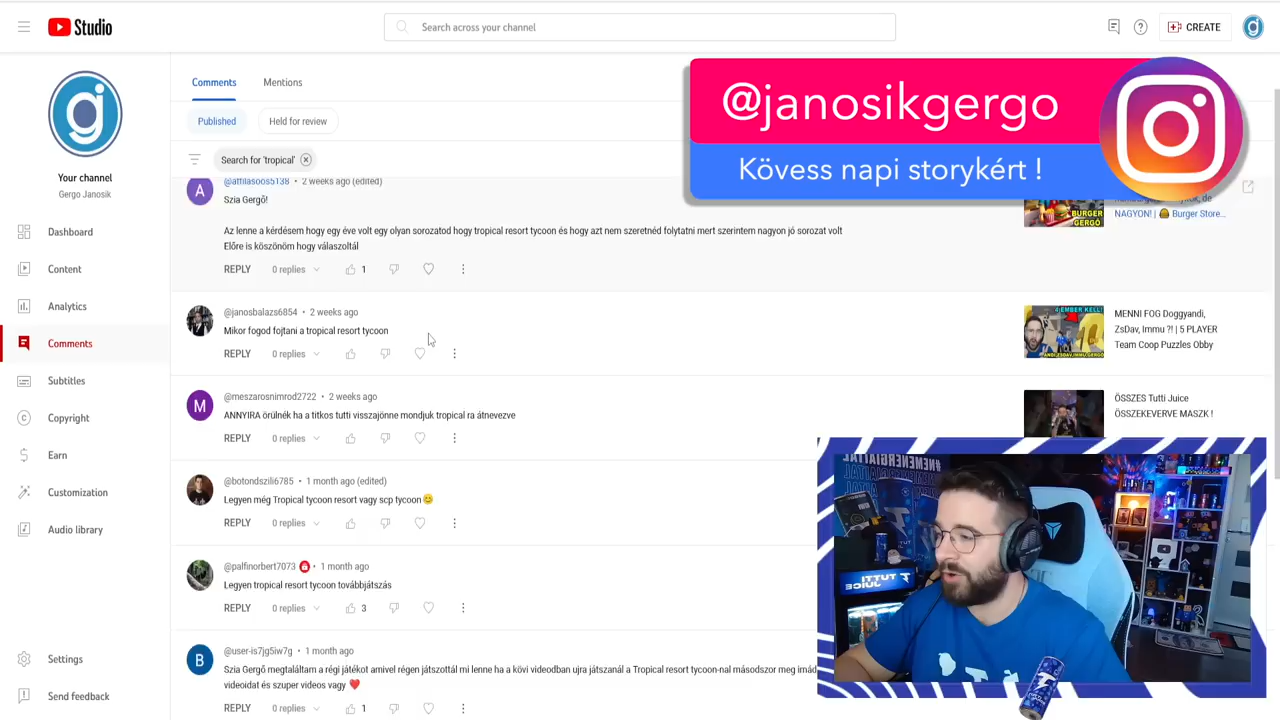 Studio
Search across your channel
CREATE
Your channel
Gergo Janosik
Dashboard
Content
Analytics
Comments
Subtitles
Copyright
Earn
Customization
Audio library
Settings
Send feedback
Comments
Mentions
Published
Held for review
Search for 'tropical'
@janosikgergo
Kövess napi storykért !
@attilasoos5138 • 2 weeks ago (edited)
Szia Gergő!
Az lenne a kérdésem hogy egy éve volt egy olyan sorozatod hogy tropical resort tycoon és hogy azt nem szeretnéd folytatni mert szerintem nagyon jó sorozat volt
Előre is köszönöm hogy válaszoltál
REPLY 0 replies 1
BURGER
GERGŐ
NAGYON! | 🍔 Burger Store...
@janosbalazs6854 • 2 weeks ago
Mikor fogod fojtani a tropical resort tycoon
REPLY 0 replies
4 EMBER KELL!
MENNI FOG Doggyandi,
ZsDav, Immu ?! | 5 PLAYER
Team Coop Puzzles Obby
@meszarosnimrod2722 • 2 weeks ago
ANNYIRA örülnék ha a titkos tutti visszajönne mondjuk tropical ra átnevezve
REPLY 0 replies
ÖSSZES Tutti Juice
ÖSSZEKEVERVE MASZK !
@botondszili6785 • 1 month ago (edited)
Legyen még Tropical tycoon resort vagy scp tycoon😊
REPLY 0 replies
@palfinorbert7073 • 1 month ago
Legyen tropical resort tycoon továbbjátszás
REPLY 0 replies 3
@user-is7jg5iw7g • 1 month ago
Szia Gergő megtaláltam a régi játékot amivel régen játszottál mi lenne ha a kövi videodban ujra játszanál a Tropical resort tycoon-nal másodszor meg imád
videoidat és szuper videos vagy ❤️
REPLY 0 replies 1
#NEMENERGIAITAL
TUTTI
JUICE